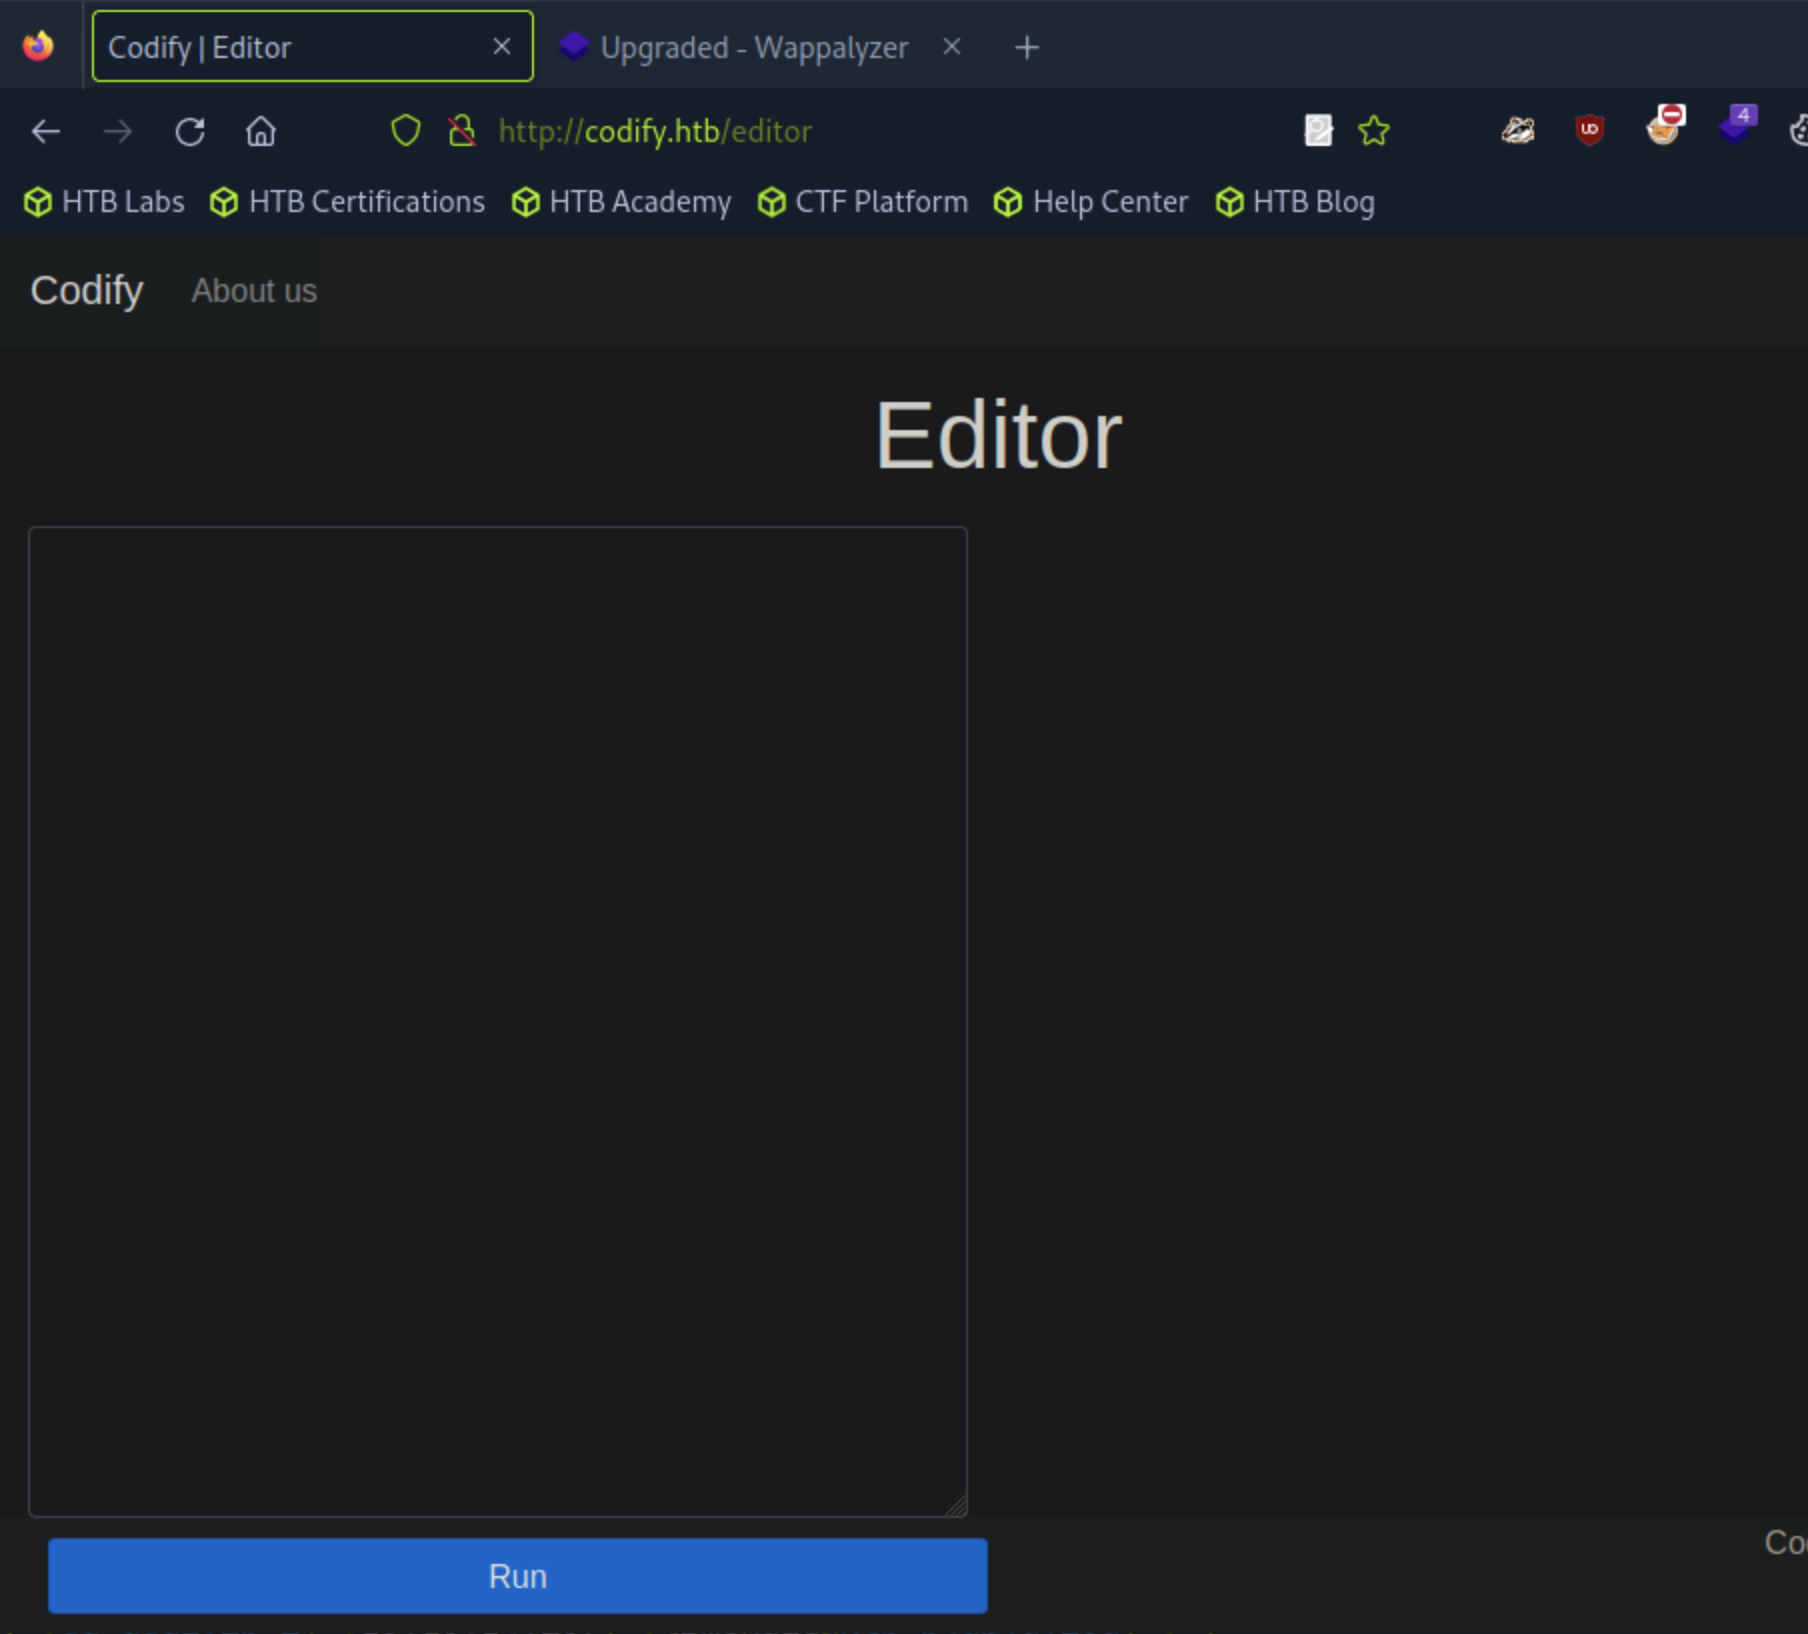 Codify | Editor Upgraded - Wappalyzer
http://codify.htb/editor 4
HTB Labs HTB Certifications HTB Academy CTF Platform Help Center HTB Blog
Codify About us
Editor
Run